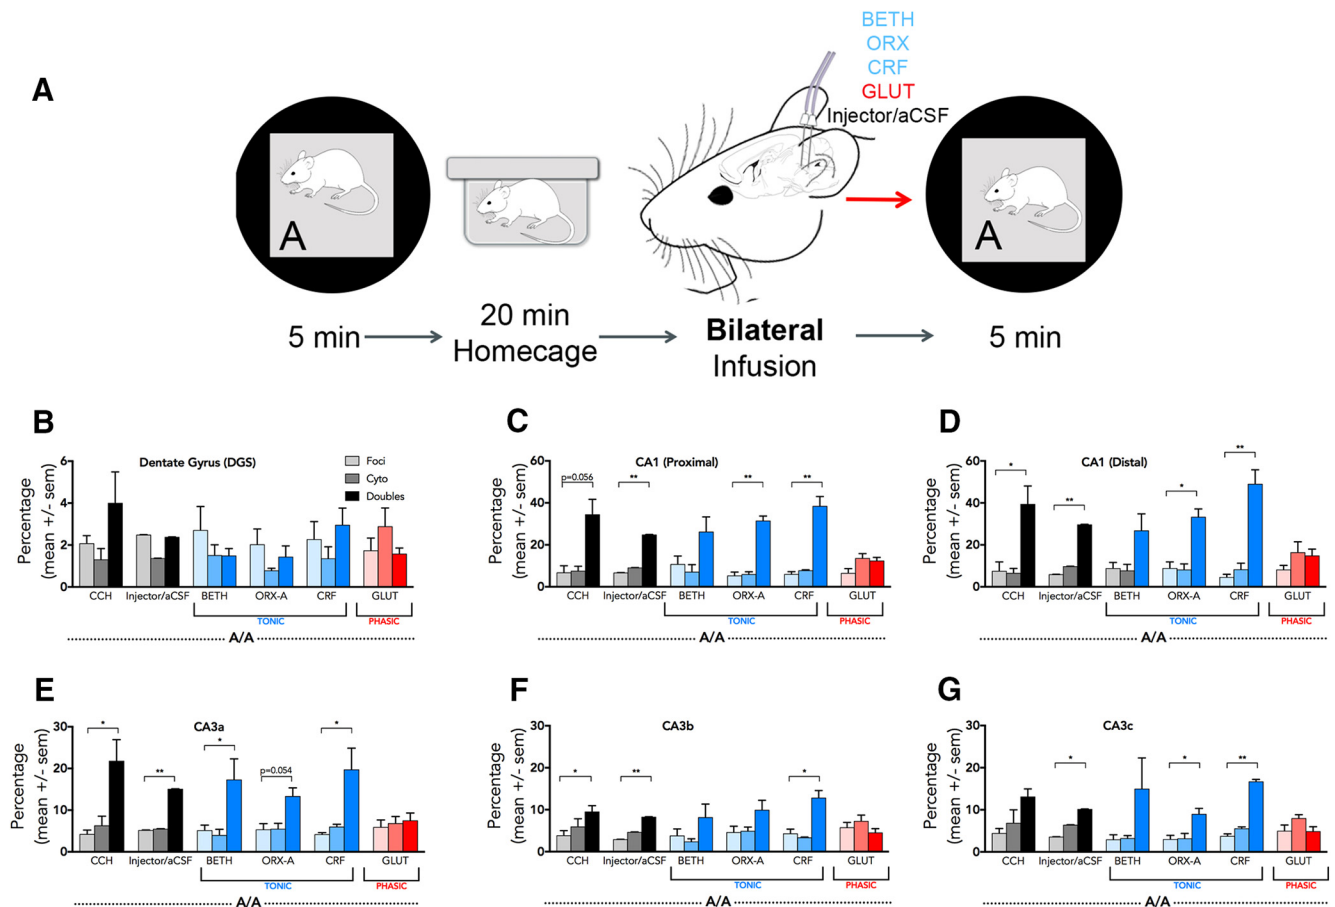 A
BETH
ORX
CRF
GLUT
Injector/aCSF
A
A
5 min
20 min
Homecage
Bilateral
Infusion
5 min
B
Dentate Gyrus (DGS)
Percentage
(mean +/- sem)
6
4
2
0
Foci
Cyto
Doubles
CCH Injector/aCSF BETH ORX-A CRF GLUT
TONIC PHASIC
A/A
C
CA1 (Proximal)
Percentage
(mean +/- sem)
60
40
20
0
p=0.056 ** ** **
CCH Injector/aCSF BETH ORX-A CRF GLUT
TONIC PHASIC
A/A
D
CA1 (Distal)
Percentage
(mean +/- sem)
60
40
20
0
* ** * **
CCH Injector/aCSF BETH ORX-A CRF GLUT
TONIC PHASIC
A/A
E
CA3a
Percentage
(mean +/- sem)
30
20
10
0
* ** * p=0.054 *
CCH Injector/aCSF BETH ORX-A CRF GLUT
TONIC PHASIC
A/A
F
CA3b
Percentage
(mean +/- sem)
30
20
10
0
* ** *
CCH Injector/aCSF BETH ORX-A CRF GLUT
TONIC PHASIC
A/A
G
CA3c
Percentage
(mean +/- sem)
30
20
10
0
* * **
CCH Injector/aCSF BETH ORX-A CRF GLUT
TONIC PHASIC
A/A